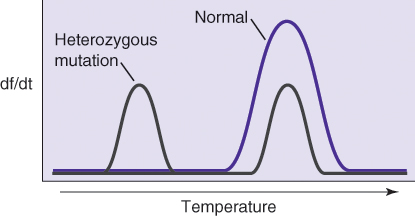 Normal
Heterozygous
mutation
df/dt
Temperature